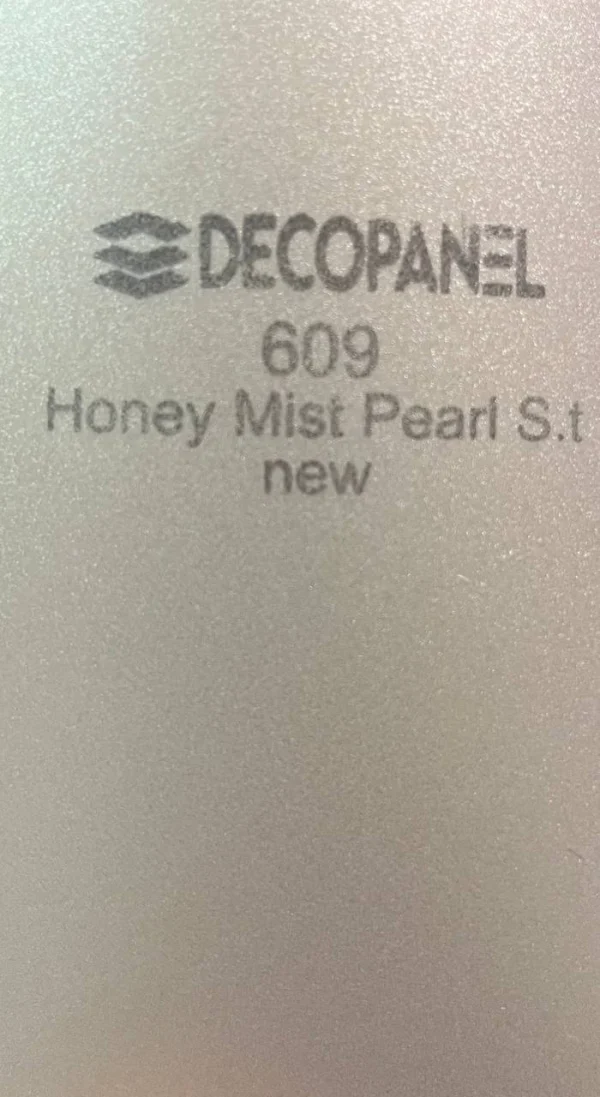 DECOPANEL
609
Honey Mist Pearl S.t
new